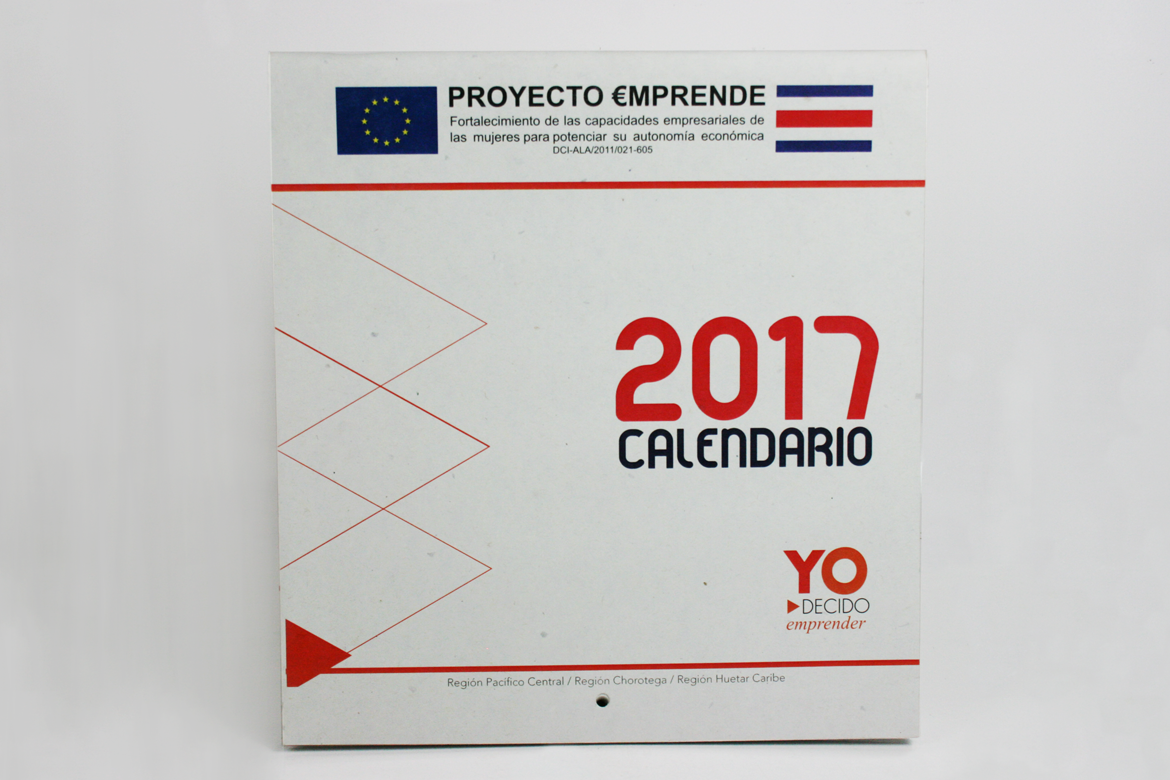 PROYECTO €MPRENDE
Fortalecimiento de las capacidades empresariales de
las mujeres para potenciar su autonomía económica
DCI-ALA/2011/021-605
2017
CALENDARIO
YO
DECIDO
emprender
Región Pacífico Central / Región Chorotega / Región Huetar Caribe